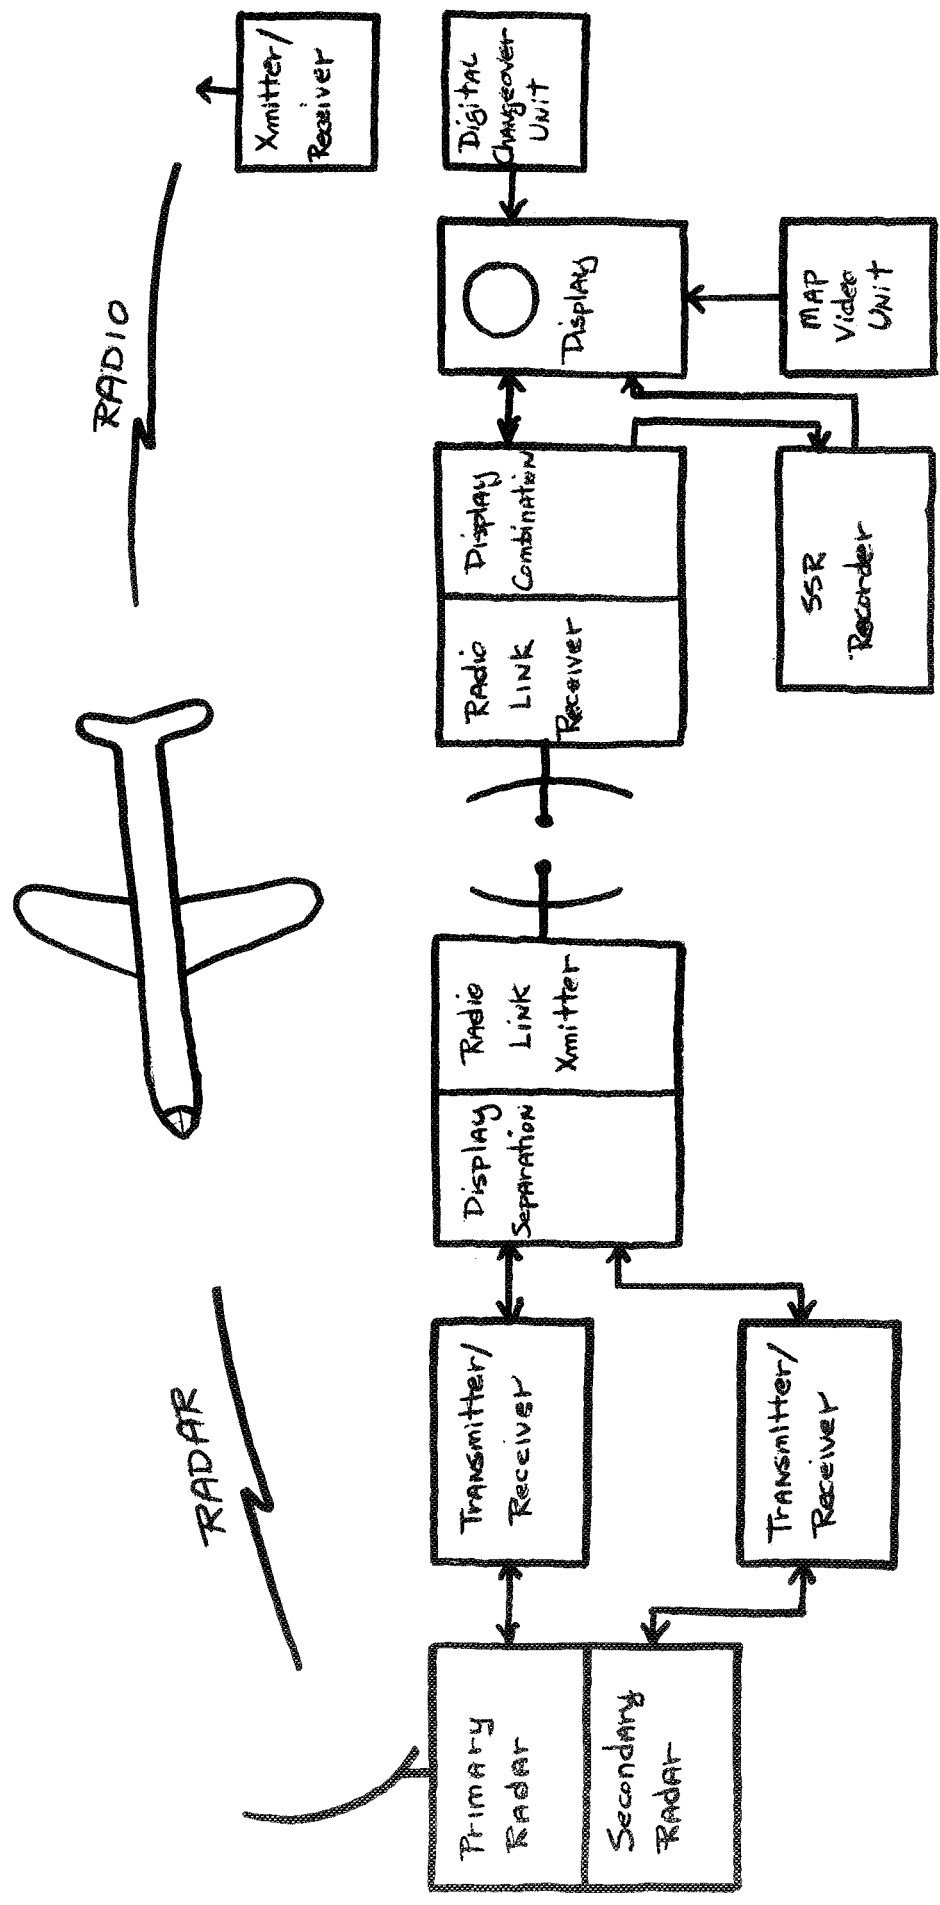 RADAR
RADIO
Xmitter/
Receiver
Primary
Radar
Secondary
Radar
Transmitter/
Receiver
Transmitter/
Receiver
Display
Separation
Radio
Link
Xmitter
Radio
Link
Receiver
Display
Combination
SSR
Recorder
Display
Digital
Changeover
Unit
Map
Video
Unit